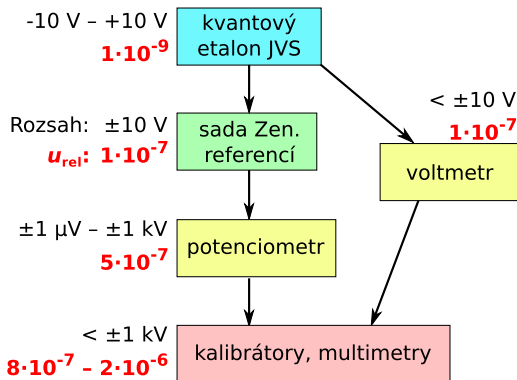 -10 V – +10 V
1·10⁻⁹
kvantový
etalon JVS
Rozsah: ±10 V
u_rel: 1·10⁻⁷
sada Zen.
referencí
< ±10 V
1·10⁻⁷
voltmetr
±1 µV – ±1 kV
5·10⁻⁷
potenciometr
< ±1 kV
8·10⁻⁷ – 2·10⁻⁶
kalibrátory, multimetry